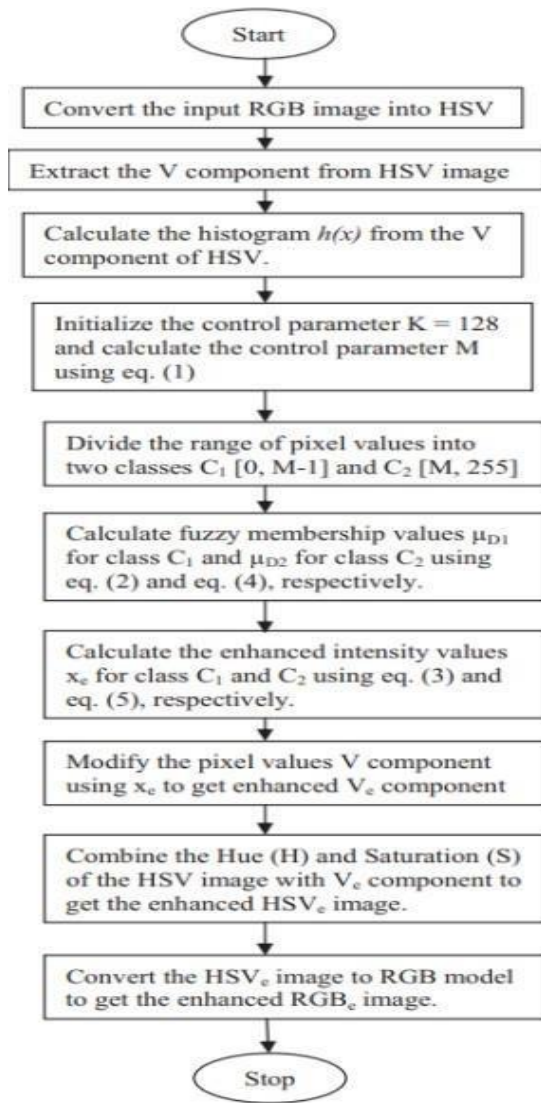 Start
Convert the input RGB image into HSV
Extract the V component from HSV image
Calculate the histogram h(x) from the V
component of HSV.
Initialize the control parameter K = 128
and calculate the control parameter M
using eq. (1)
Divide the range of pixel values into
two classes C₁ [0, M-1] and C₂ [M, 255]
Calculate fuzzy membership values μ_D1
for class C₁ and μ_D2 for class C₂ using
eq. (2) and eq. (4), respectively.
Calculate the enhanced intensity values
xₑ for class C₁ and C₂ using eq. (3) and
eq. (5), respectively.
Modify the pixel values V component
using xₑ to get enhanced Vₑ component
Combine the Hue (H) and Saturation (S)
of the HSV image with Vₑ component to
get the enhanced HSVₑ image.
Convert the HSVₑ image to RGB model
to get the enhanced RGBₑ image.
Stop